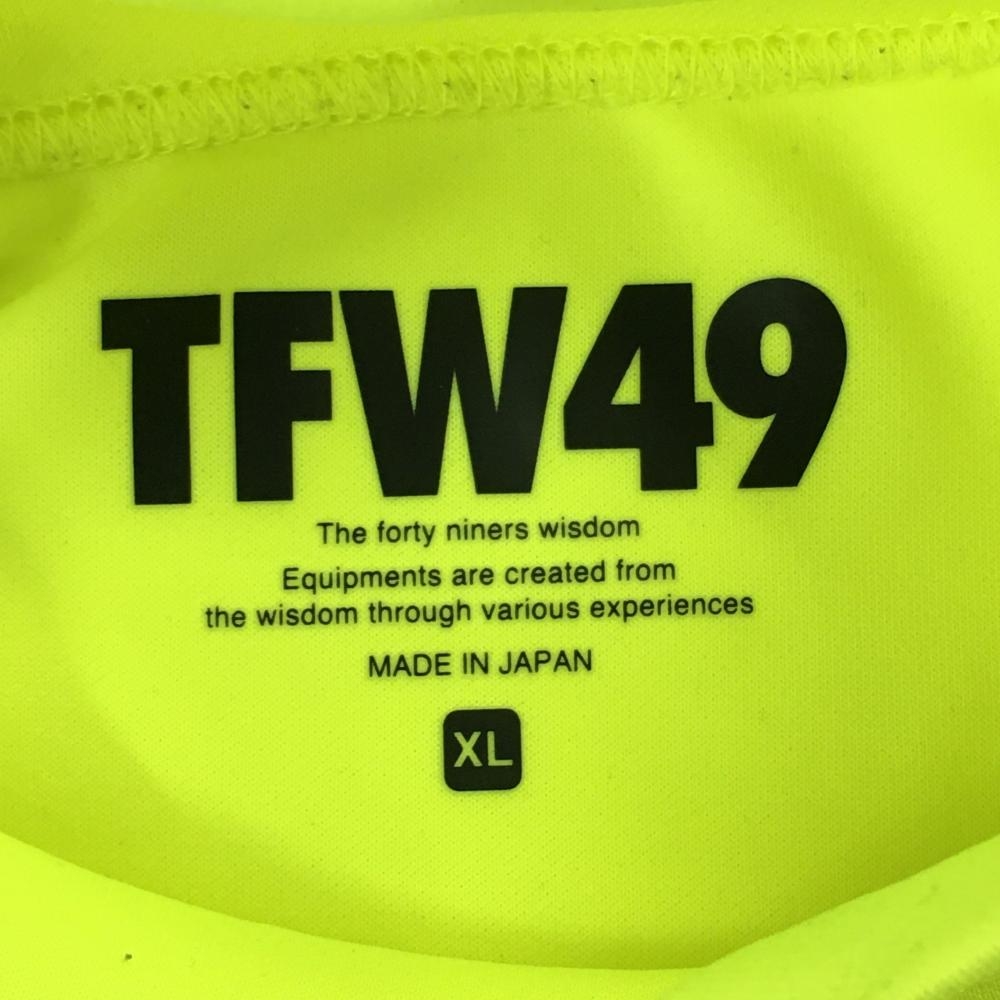 TFW49
The forty niners wisdom
Equipments are created from
the wisdom through various experiences
MADE IN JAPAN
XL